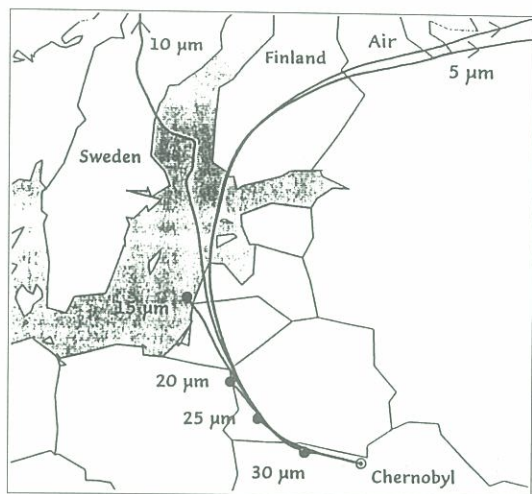 10 µm
Finland
Air
5 µm
Sweden
15 µm
20 µm
25 µm
30 µm
Chernobyl